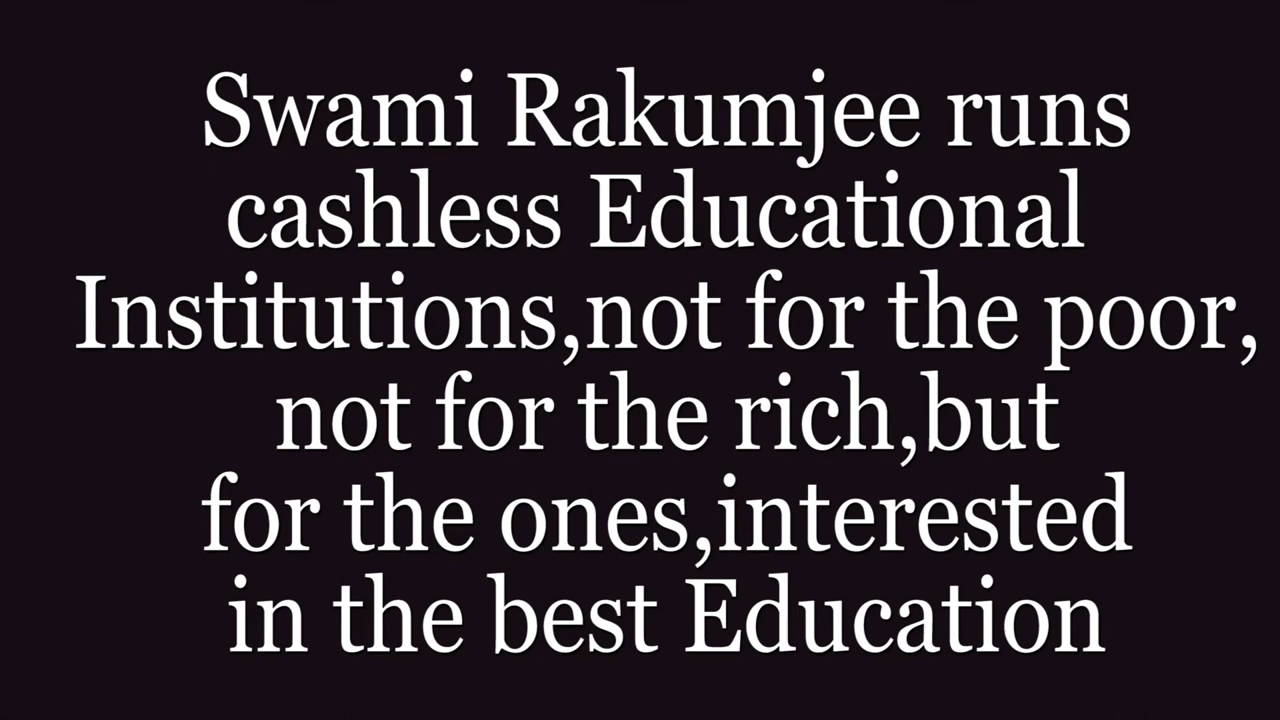 Swami Rakumjee runs
cashless Educational
Institutions,not for the poor,
not for the rich,but
for the ones,interested
in the best Education